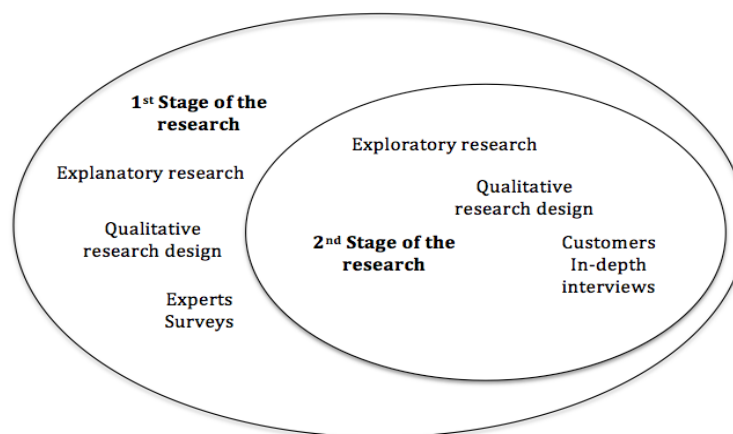 1st Stage of the
research
Explanatory research
Qualitative
research design
Experts
Surveys
Exploratory research
Qualitative
research design
2nd Stage of the
research
Customers
In-depth
interviews